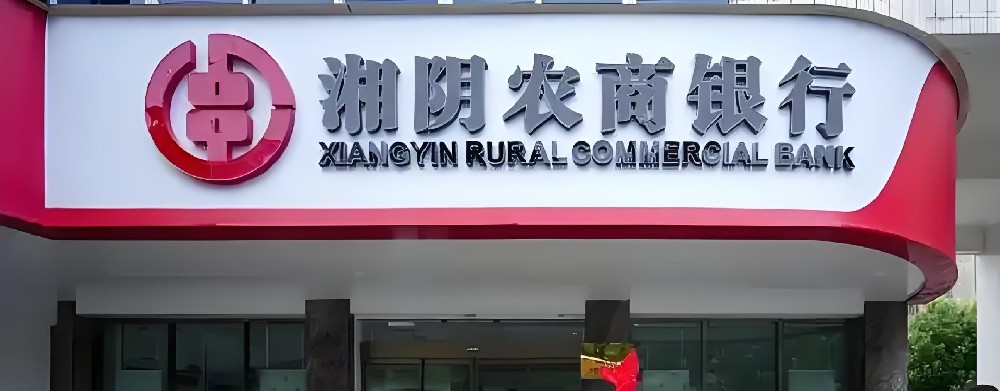 湘阴农商银行
XIANGYIN RURAL COMMERCIAL BANK